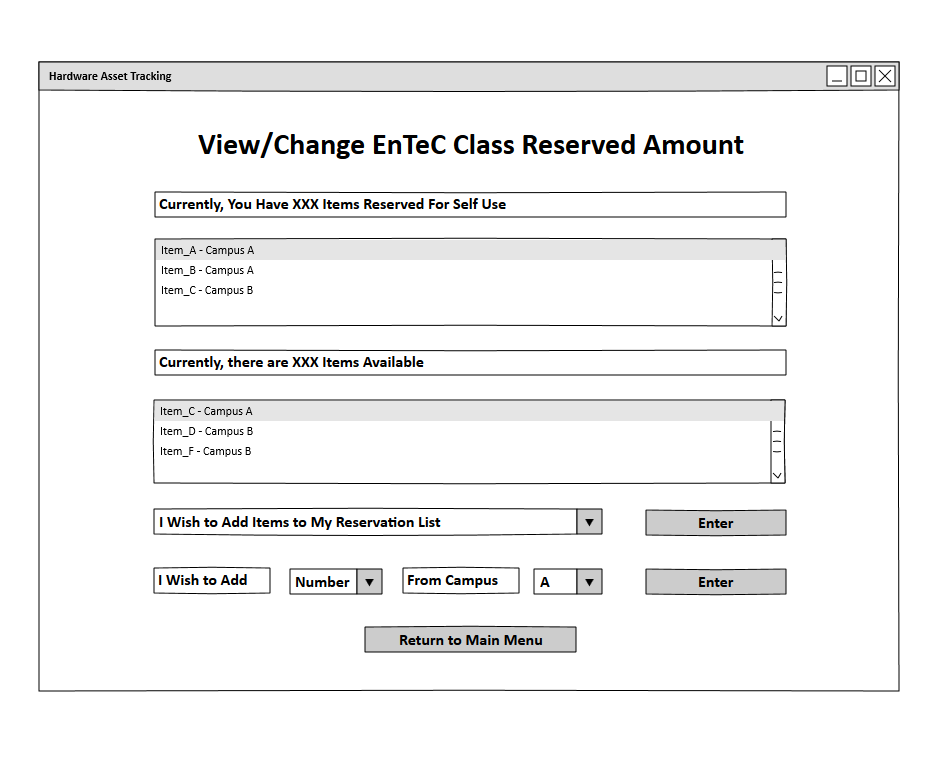 Hardware Asset Tracking
View/Change EnTeC Class Reserved Amount
Currently, You Have XXX Items Reserved For Self Use
Item_A - Campus A
Item_B - Campus A
Item_C - Campus B
Currently, there are XXX Items Available
Item_C - Campus A
Item_D - Campus B
Item_F - Campus B
I Wish to Add Items to My Reservation List Enter
I Wish to Add Number From Campus A Enter
Return to Main Menu